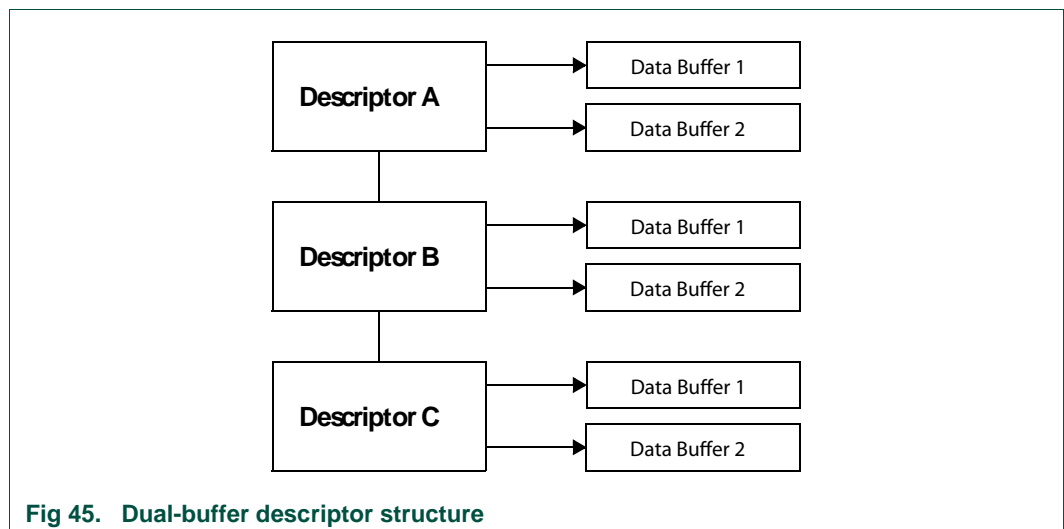 Descriptor A
Data Buffer 1
Data Buffer 2
Descriptor B
Data Buffer 1
Data Buffer 2
Descriptor C
Data Buffer 1
Data Buffer 2
Fig 45. Dual-buffer descriptor structure